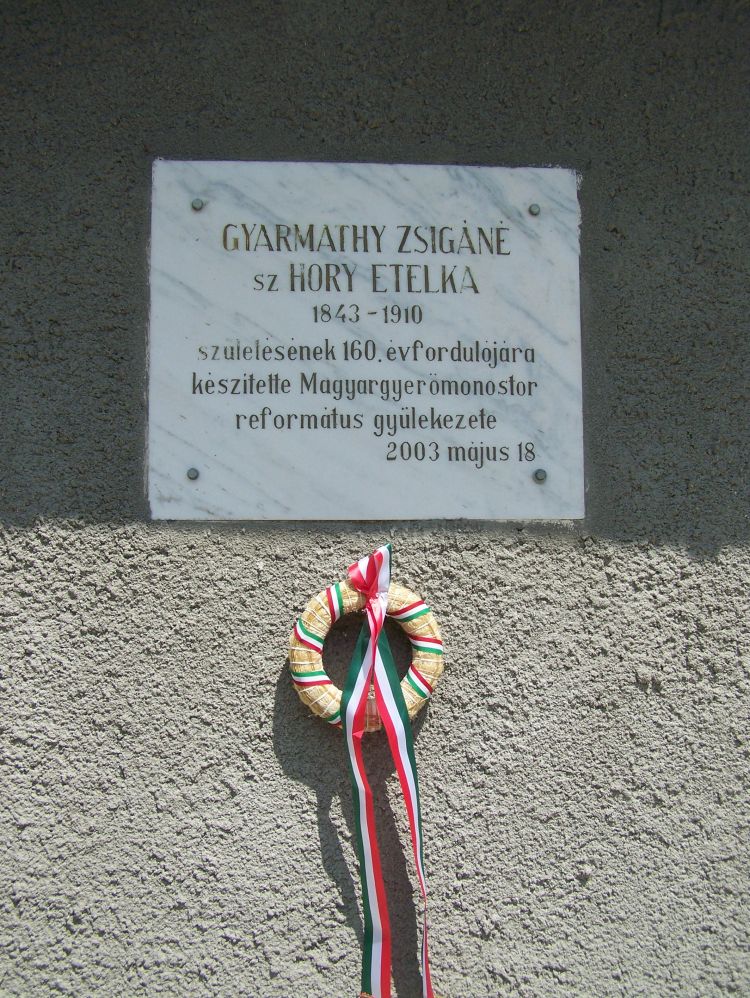 GYARMATHY ZSIGÁNÉ
SZ HORY ETELKA
1843-1910
születésének 160. évfordulójára
készítette Magyargyerőmonostor
református gyülekezete
2003 május 18